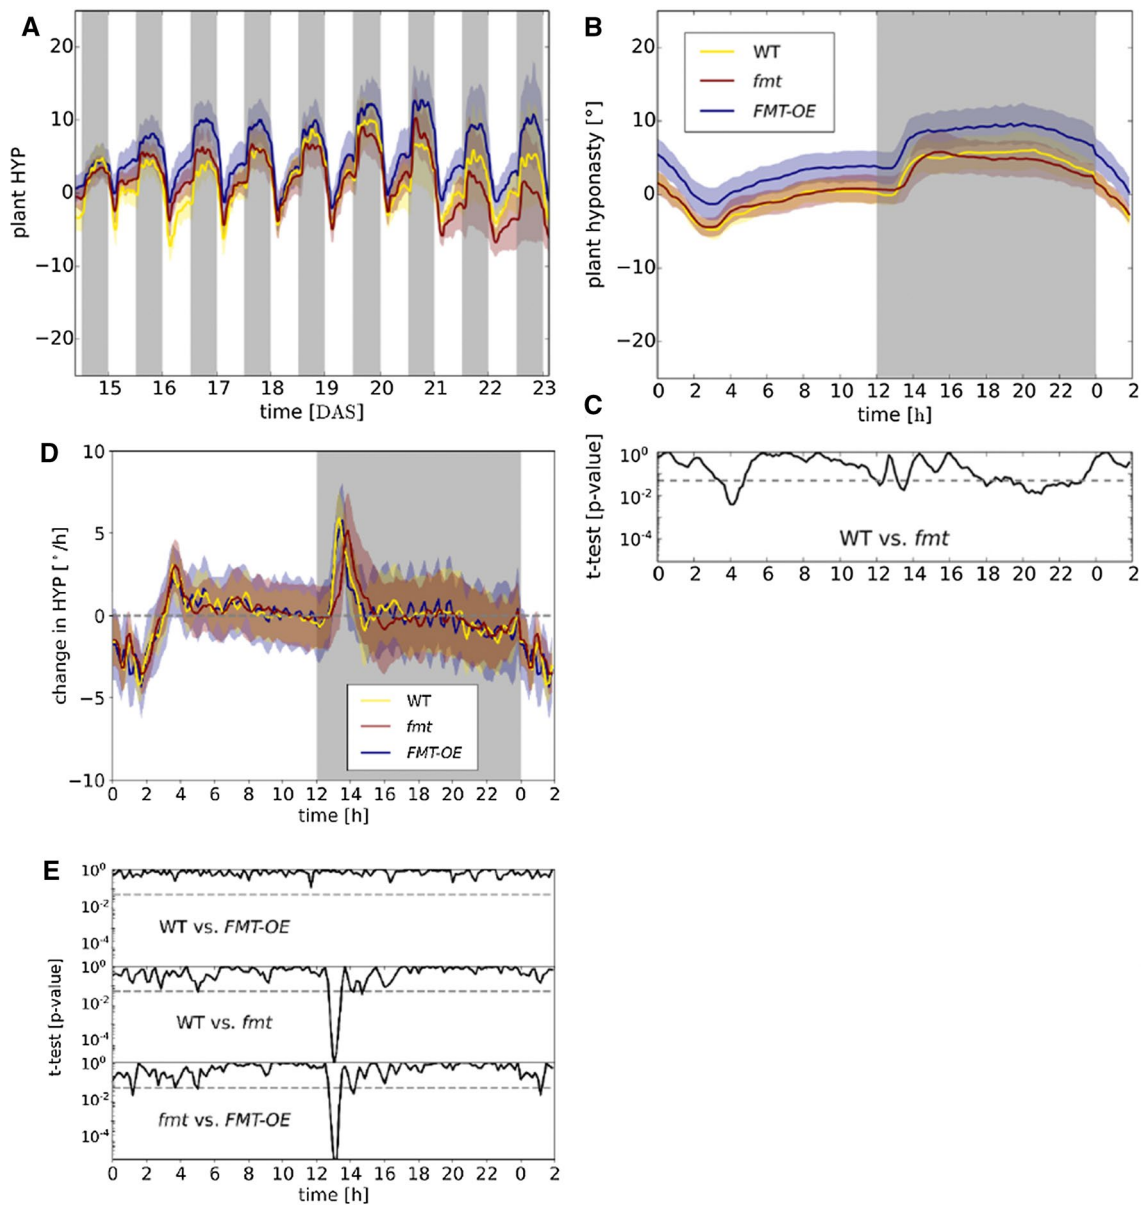 A
plant HYP
20
10
0
−10
−20
15 16 17 18 19 20 21 22 23
time [DAS]
B
WT
fmt
FMT-OE
plant hyponasty [°]
20
10
0
−10
−20
0 2 4 6 8 10 12 14 16 18 20 22 0 2
time [h]
C
t-test [p-value]
10^0
10^-2
10^-4
WT vs. fmt
0 2 4 6 8 10 12 14 16 18 20 22 0 2
D
change in HYP [°/h]
10
5
0
−5
−10
WT
fmt
FMT-OE
0 2 4 6 8 10 12 14 16 18 20 22 0 2
time [h]
E
t-test [p-value]
10^0
10^-2
10^-4
WT vs. FMT-OE
10^0
10^-2
10^-4
WT vs. fmt
10^0
10^-2
10^-4
fmt vs. FMT-OE
0 2 4 6 8 10 12 14 16 18 20 22 0 2
time [h]